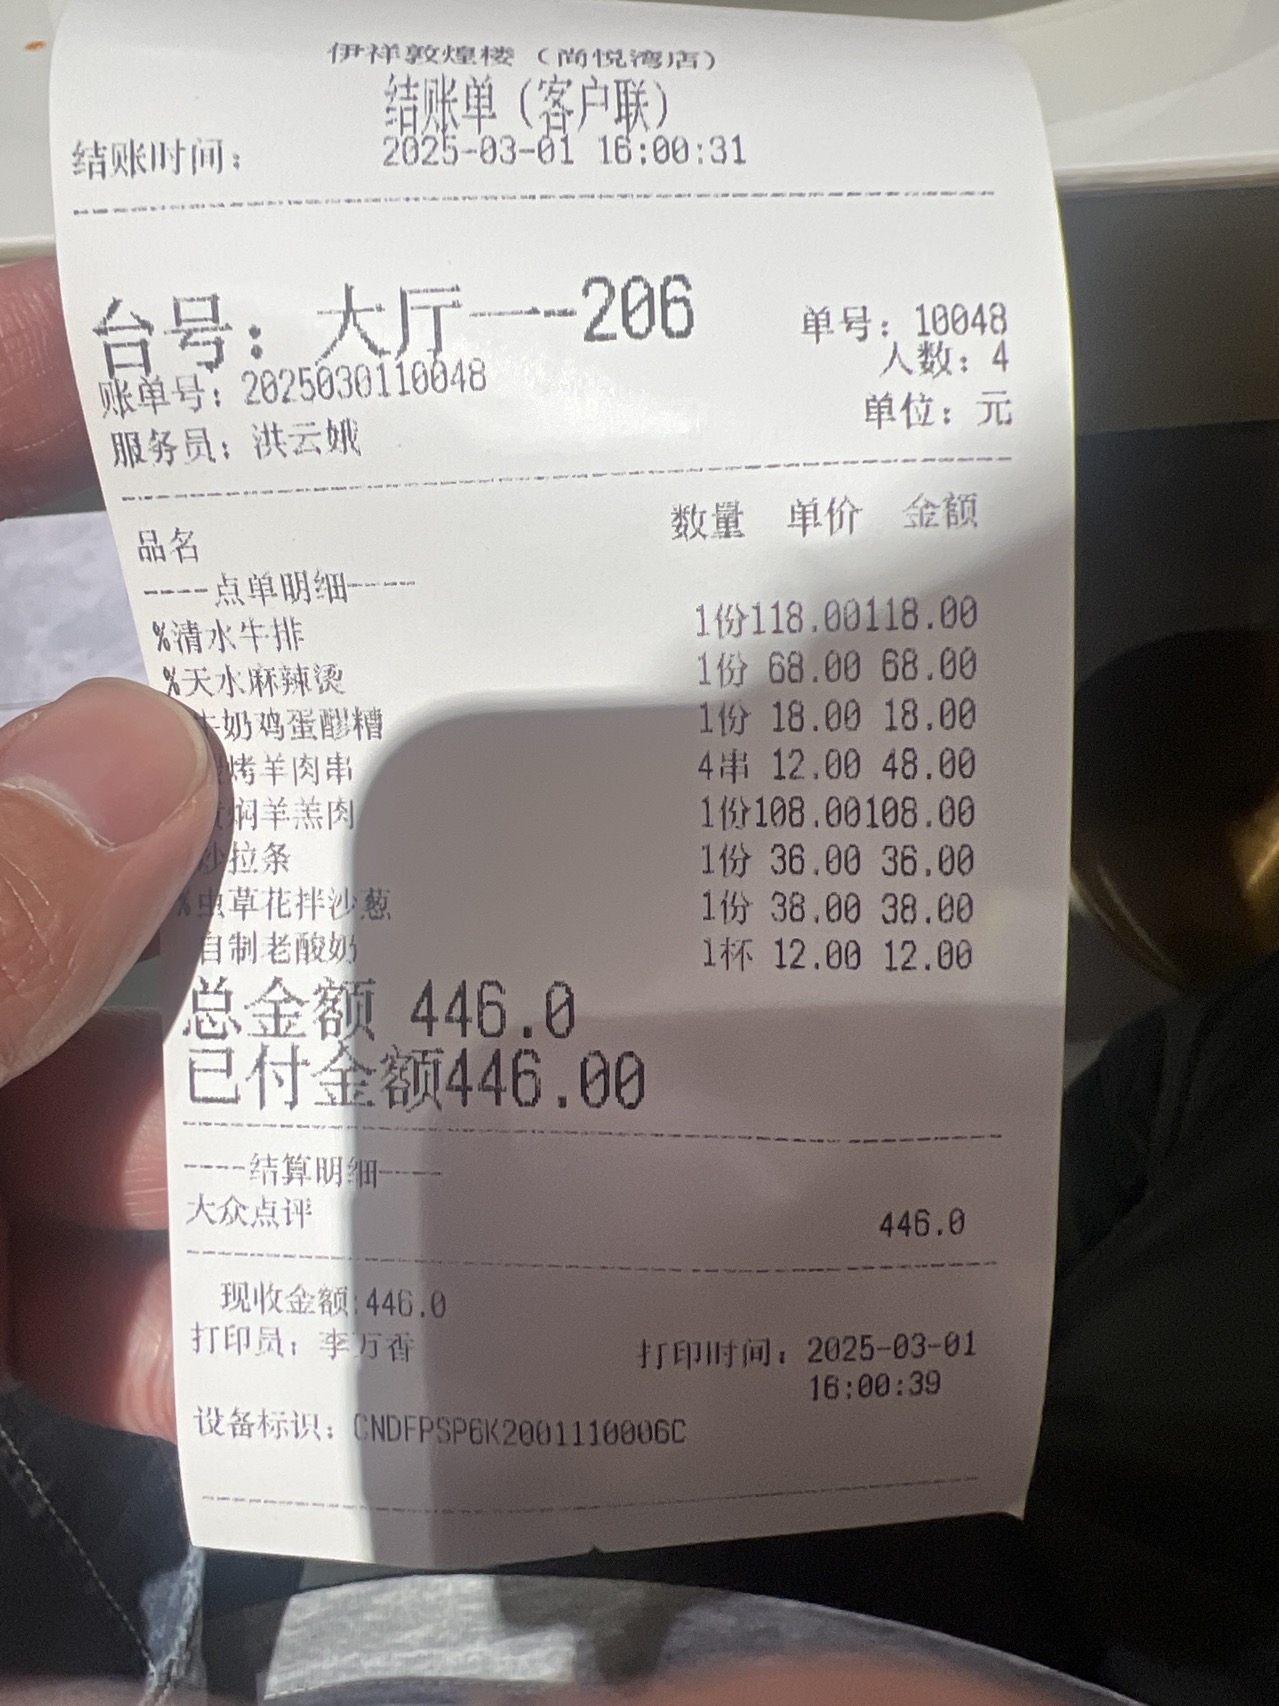 伊祥敦煌楼（尚悦湾店）
结账单（客户联）
结账时间： 2025-03-01 16:00:31
台号：大厅一-206 单号：10048
人数：4
账单号：2025030110048
单位：元
服务员：洪云娥
品名 数量 单价 金额
----点单明细----
%清水牛排 1份118.00118.00
%天水麻辣烫 1份 68.00 68.00
牛奶鸡蛋醪糟 1份 18.00 18.00
烤羊肉串 4串 12.00 48.00
焖羊羔肉 1份108.00108.00
炒拉条 1份 36.00 36.00
%虫草花拌沙葱 1份 38.00 38.00
自制老酸奶 1杯 12.00 12.00
总金额 446.0
已付金额446.00
----结算明细----
大众点评 446.0
现收金额:446.0
打印员：李万香 打印时间：2025-03-01
16:00:39
设备标识：CNDFPSP6K2001110006C